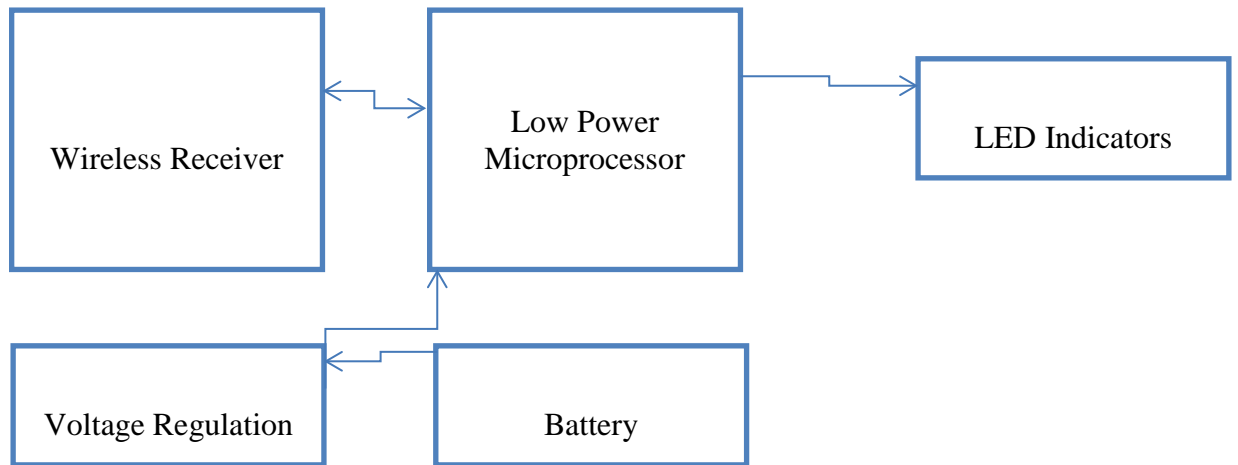 Wireless Receiver
Low Power
Microprocessor
LED Indicators
Voltage Regulation
Battery